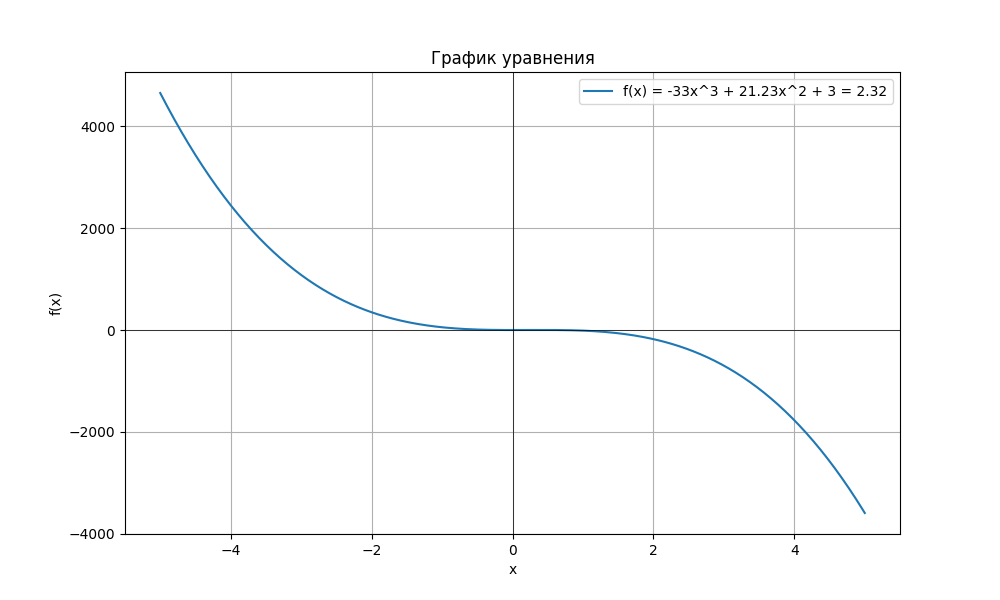 График уравнения
f(x) = -33x^3 + 21.23x^2 + 3 = 2.32
4000
2000
0
−2000
−4000
f(x)
−4
−2
0
2
4
x